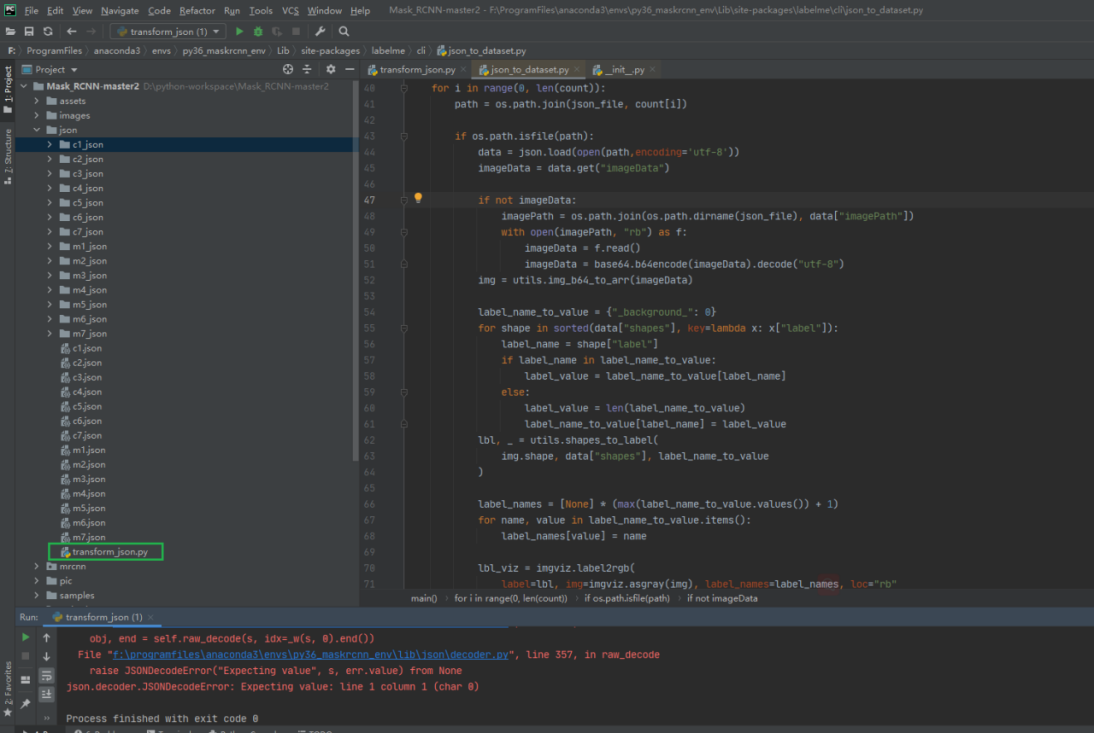 File Edit View Navigate Code Refactor Run Tools VCS Window Help Mask_RCNN-master2 - F:\ProgramFiles\anaconda3\envs\py36_maskrcnn_env\Lib\site-packages\labelme\cli\json_to_dataset.py
transform_json (1)
F: ProgramFiles anaconda3 envs py36_maskrcnn_env Lib site-packages labelme cli json_to_dataset.py
1: Project
Z: Structure
2: Favorites
Project
transform_json.py json_to_dataset.py __init__.py
Mask_RCNN-master2 D:\python-workspace\Mask_RCNN-master2
assets
images
json
c1_json
c2_json
c3_json
c4_json
c5_json
c6_json
c7_json
m1_json
m2_json
m3_json
m4_json
m5_json
m6_json
m7_json
c1.json
c2.json
c3.json
c4.json
c5.json
c6.json
c7.json
m1.json
m2.json
m3.json
m4.json
m5.json
m6.json
m7.json
transform_json.py
mrcnn
pic
samples
40 for i in range(0, len(count)):
41 path = os.path.join(json_file, count[i])
42
43 if os.path.isfile(path):
44 data = json.load(open(path,encoding='utf-8'))
45 imageData = data.get("imageData")
46
47 if not imageData:
48 imagePath = os.path.join(os.path.dirname(json_file), data["imagePath"])
49 with open(imagePath, "rb") as f:
50 imageData = f.read()
51 imageData = base64.b64encode(imageData).decode("utf-8")
52 img = utils.img_b64_to_arr(imageData)
53
54 label_name_to_value = {"_background_": 0}
55 for shape in sorted(data["shapes"], key=lambda x: x["label"]):
56 label_name = shape["label"]
57 if label_name in label_name_to_value:
58 label_value = label_name_to_value[label_name]
59 else:
60 label_value = len(label_name_to_value)
61 label_name_to_value[label_name] = label_value
62 lbl, _ = utils.shapes_to_label(
63 img.shape, data["shapes"], label_name_to_value
64 )
65
66 label_names = [None] * (max(label_name_to_value.values()) + 1)
67 for name, value in label_name_to_value.items():
68 label_names[value] = name
69
70 lbl_viz = imgviz.label2rgb(
71 label=lbl, img=imgviz.asgray(img), label_names=label_names, loc="rb"
main() for i in range(0, len(count)) if os.path.isfile(path) if not imageData
Run: transform_json (1)
obj, end = self.raw_decode(s, idx=_w(s, 0).end())
File "f:\programfiles\anaconda3\envs\py36_maskrcnn_env\lib\json\decoder.py", line 357, in raw_decode
raise JSONDecodeError("Expecting value", s, err.value) from None
json.decoder.JSONDecodeError: Expecting value: line 1 column 1 (char 0)
Process finished with exit code 0